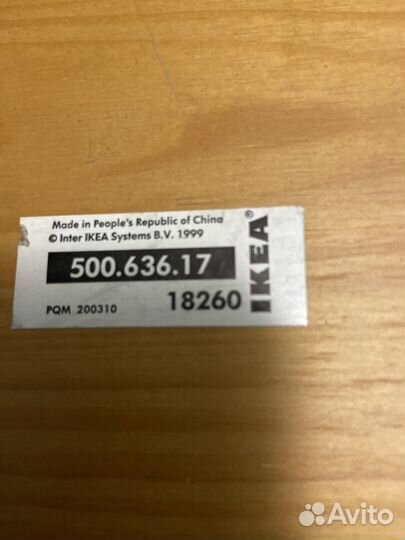 Made in People's Republic of China
© Inter IKEA Systems B.V. 1999
500.636.17
PQM 200310
18260
IKEA®
Avito